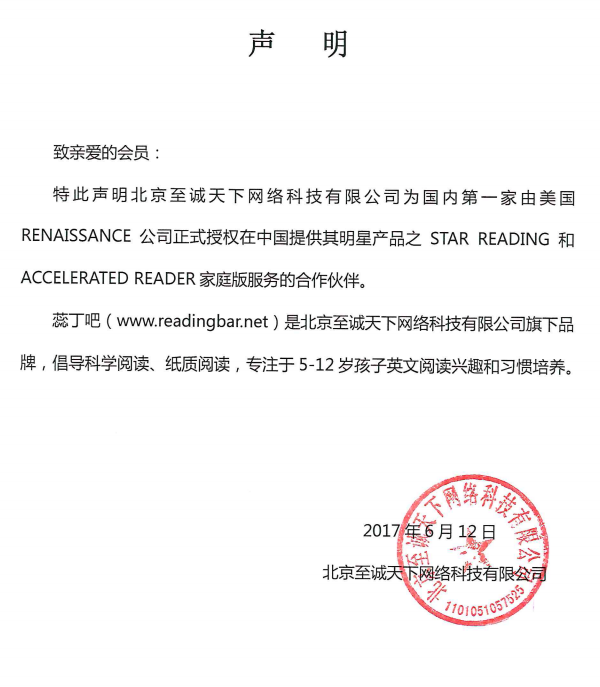 声 明
致亲爱的会员：
特此声明北京至诚天下网络科技有限公司为国内第一家由美国
RENAISSANCE 公司正式授权在中国提供其明星产品之 STAR READING 和
ACCELERATED READER 家庭版服务的合作伙伴。
蕊丁吧（www.readingbar.net）是北京至诚天下网络科技有限公司旗下品
牌，倡导科学阅读、纸质阅读，专注于 5-12 岁孩子英文阅读兴趣和习惯培养。
2017 年 6 月 12 日
北京至诚天下网络科技有限公司
北京至诚天下网络科技有限公司
1101051057525